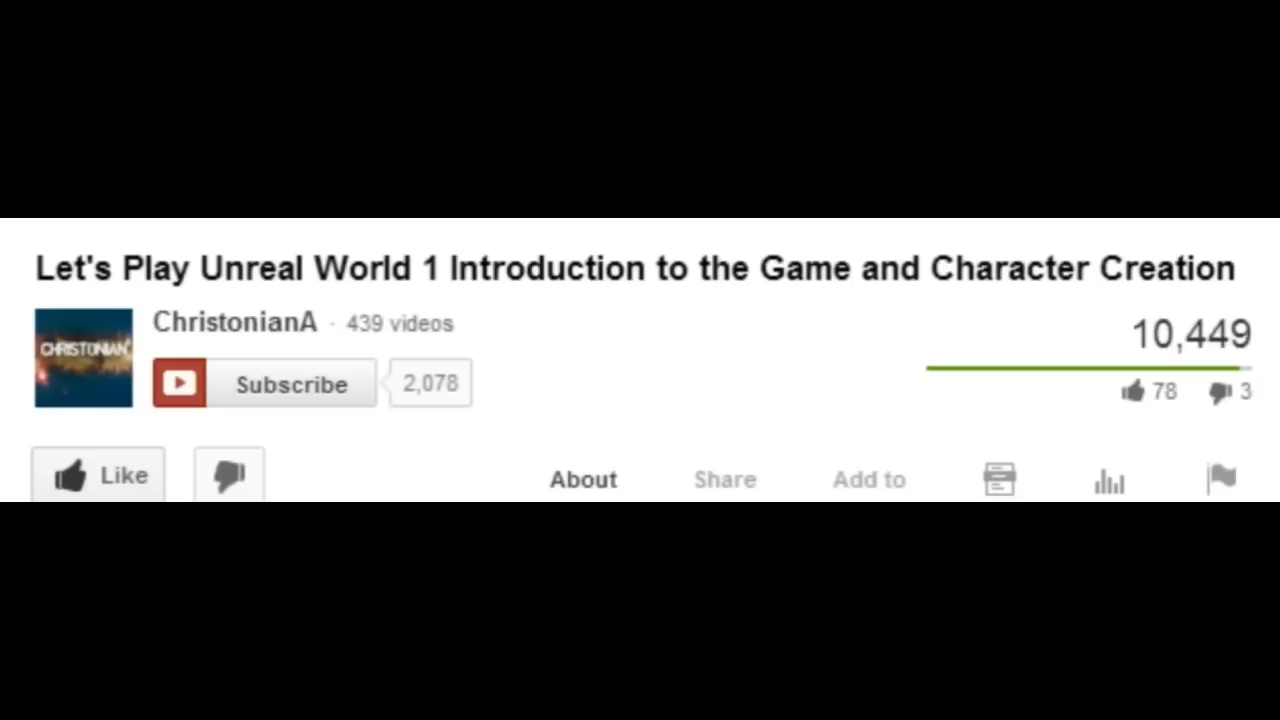 Let's Play Unreal World 1 Introduction to the Game and Character Creation
CHRISTONIAN
ChristonianA · 439 videos
10,449
Subscribe 2,078
78 3
Like
About Share Add to